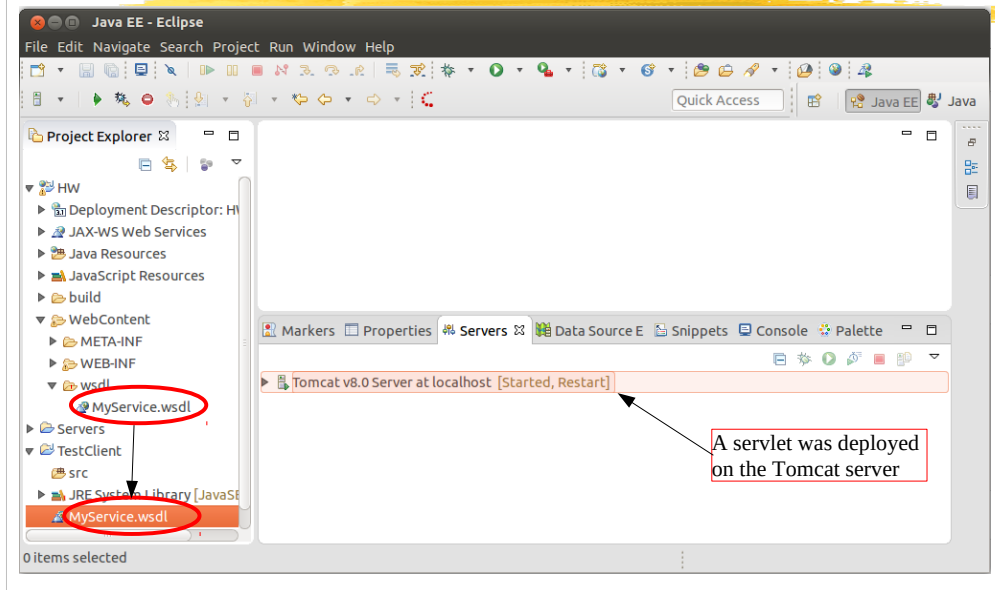 Java EE - Eclipse
File Edit Navigate Search Project Run Window Help
Quick Access
Java EE
Java
Project Explorer
HW
Deployment Descriptor: HW
JAX-WS Web Services
Java Resources
JavaScript Resources
build
WebContent
META-INF
WEB-INF
wsdl
MyService.wsdl
Servers
TestClient
src
JRE System Library [JavaSE
MyService.wsdl
Markers Properties Servers Data Source E Snippets Console Palette
Tomcat v8.0 Server at localhost [Started, Restart]
A servlet was deployed
on the Tomcat server
0 items selected